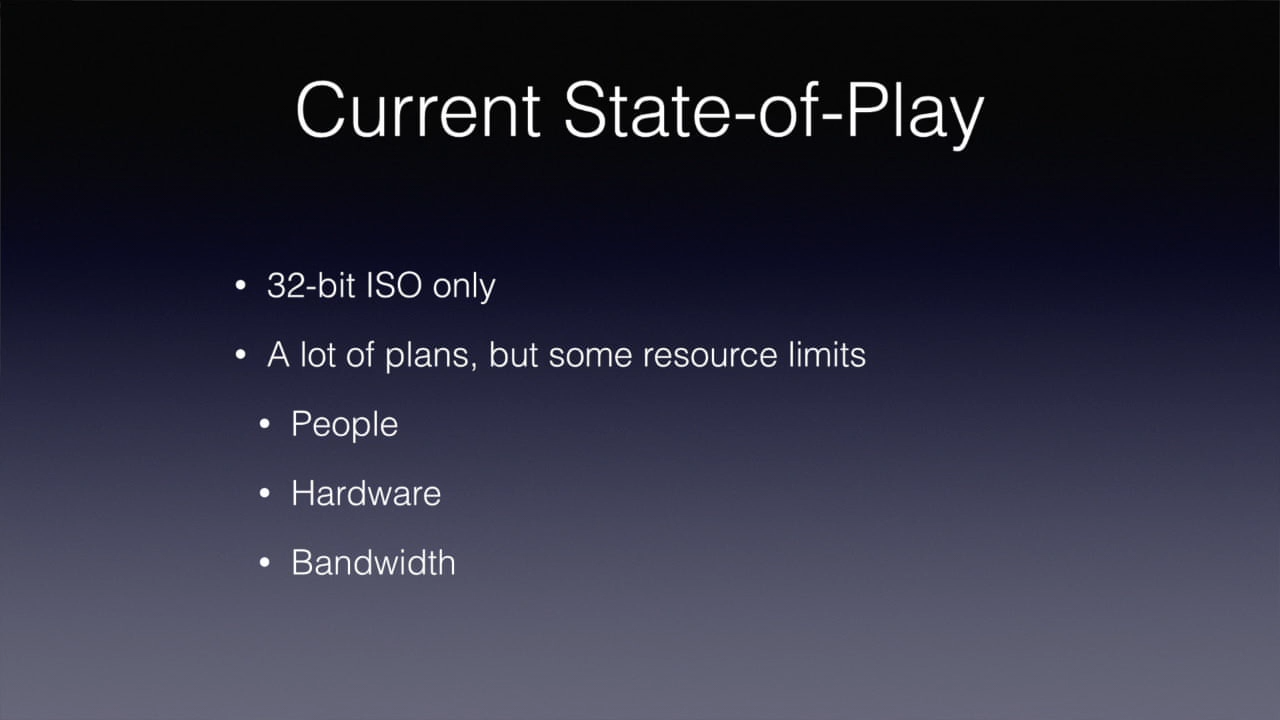 Current State-of-Play
• 32-bit ISO only
• A lot of plans, but some resource limits
• People
• Hardware
• Bandwidth